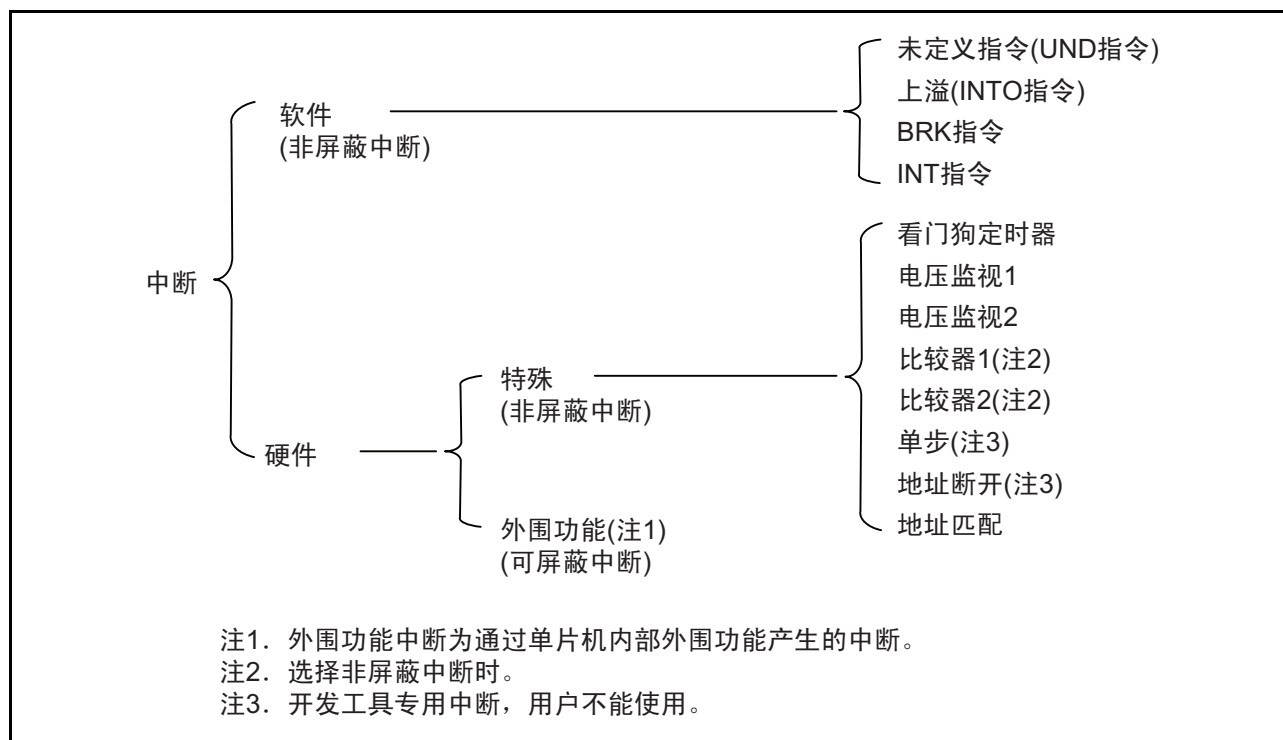 未定义指令(UND指令)
上溢(INTO指令)
BRK指令
INT指令
软件
(非屏蔽中断)
中断
看门狗定时器
电压监视1
电压监视2
比较器1(注2)
比较器2(注2)
单步(注3)
地址断开(注3)
地址匹配
特殊
(非屏蔽中断)
硬件
外围功能(注1)
(可屏蔽中断)
注1. 外围功能中断为通过单片机内部外围功能产生的中断。
注2. 选择非屏蔽中断时。
注3. 开发工具专用中断，用户不能使用。